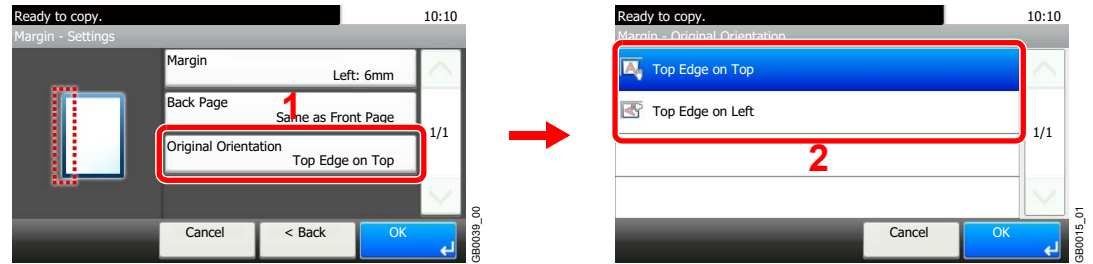 Ready to copy.
10:10
Margin - Settings
Margin
Left: 6mm
Back Page
1
Same as Front Page
Original Orientation
Top Edge on Top
1/1
Cancel
< Back
OK
GB0039_00
Ready to copy.
10:10
Margin - Original Orientation
Top Edge on Top
Top Edge on Left
1/1
2
Cancel
OK
GB0015_01